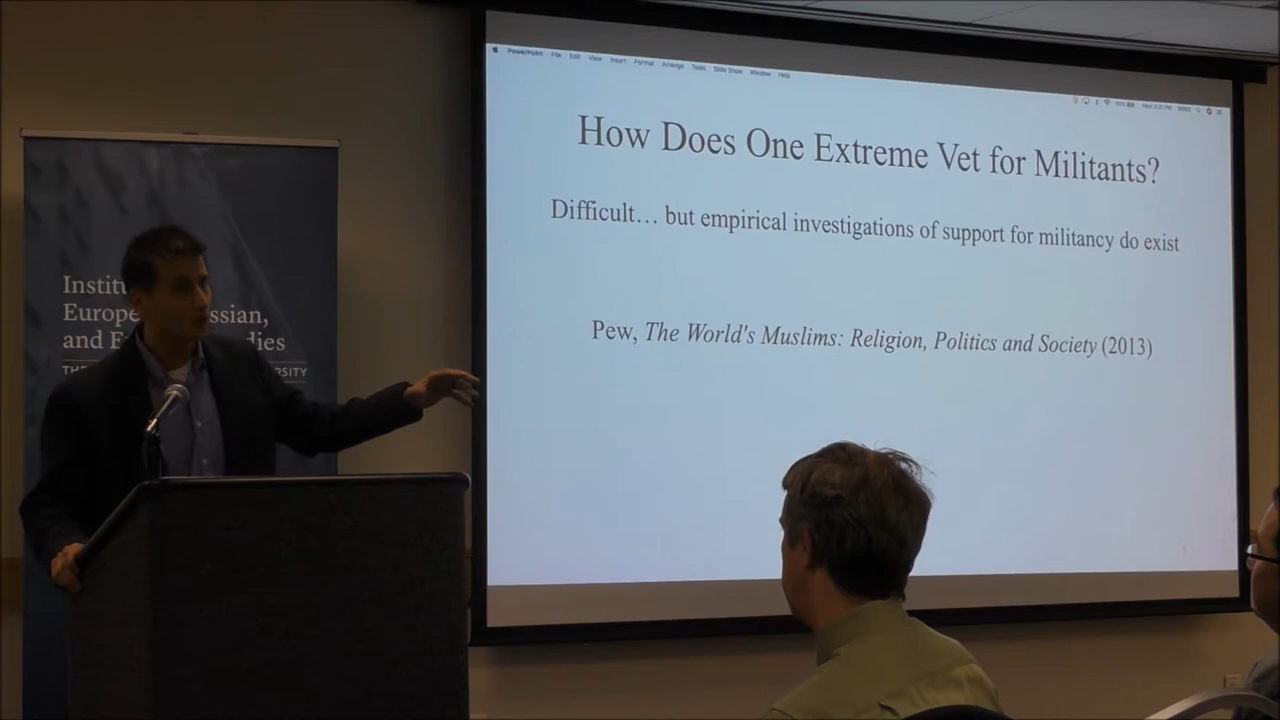 PowerPoint File Edit View Insert Format Arrange Tools Slide Show Window Help
How Does One Extreme Vet for Militants?
Difficult... but empirical investigations of support for militancy do exist
Pew, The World's Muslims: Religion, Politics and Society (2013)
Institu
Europe ssian,
and E dies
TH RSITY